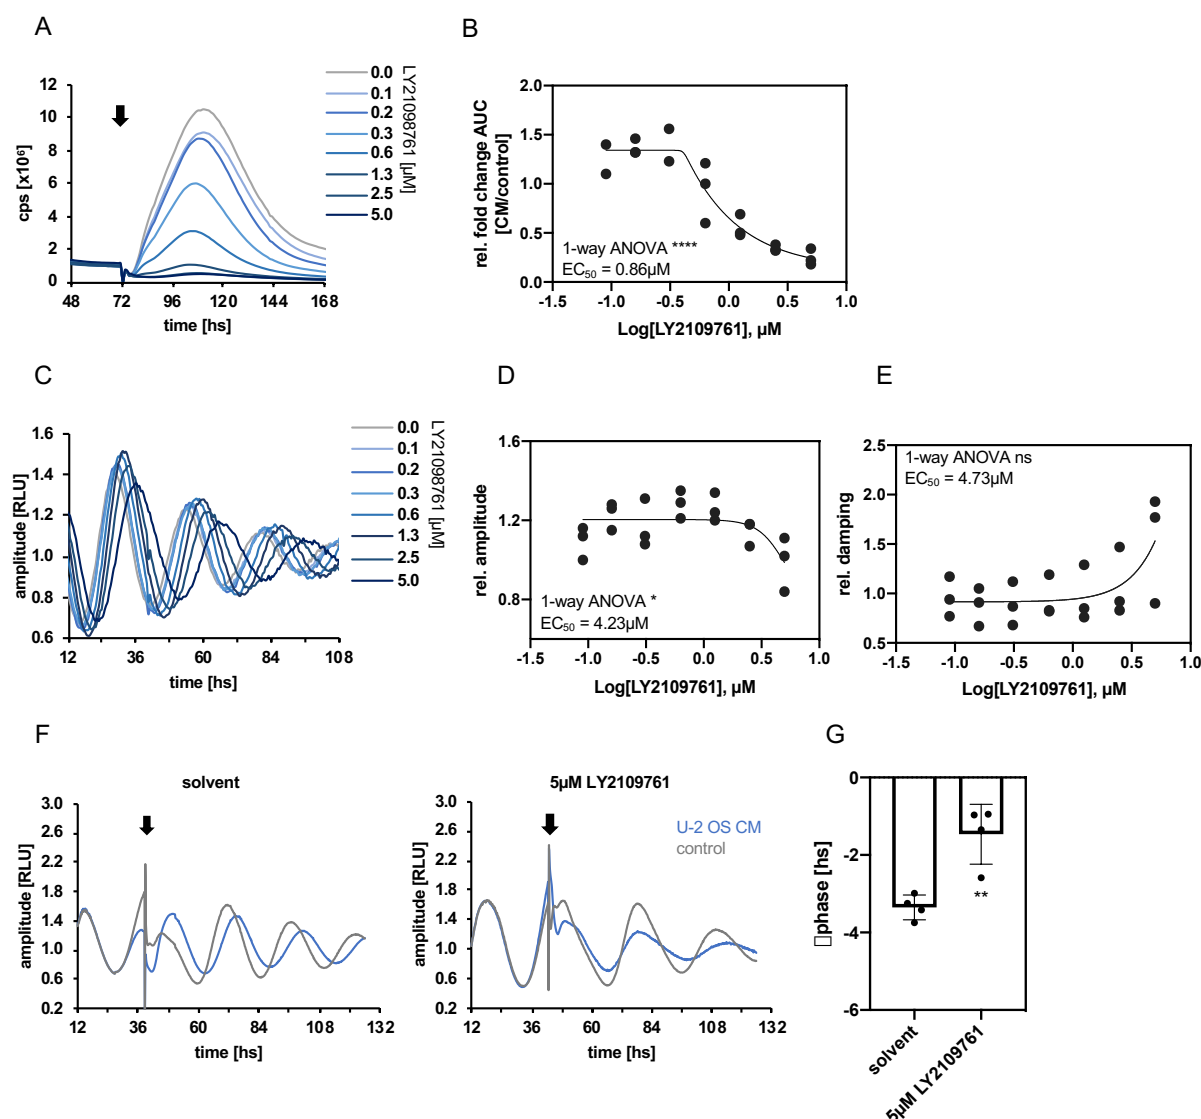 A
B
12
10
8
6
4
2
0
cps [x10⁶]
48
72
96
120
144
168
time [hs]
0.0
0.1
0.2
0.3
0.6
1.3
2.5
5.0
LY21098761 [µM]
2.0
1.5
1.0
0.5
0.0
rel. fold change AUC
[CM/control]
1-way ANOVA ****
EC₅₀ = 0.86µM
-1.5
-1.0
-0.5
0.0
0.5
1.0
Log[LY2109761], µM
C
D
E
1.6
1.4
1.2
1.0
0.8
0.6
amplitude [RLU]
12
36
60
84
108
time [hs]
0.0
0.1
0.2
0.3
0.6
1.3
2.5
5.0
LY21098761 [µM]
1.6
1.2
0.8
rel. amplitude
1-way ANOVA *
EC₅₀ = 4.23µM
-1.5
-1.0
-0.5
0.0
0.5
1.0
Log[LY2109761], µM
2.5
2.0
1.5
1.0
0.5
rel. damping
1-way ANOVA ns
EC₅₀ = 4.73µM
-1.5
-1.0
-0.5
0.0
0.5
1.0
Log[LY2109761], µM
F
G
solvent
3.0
2.6
2.2
1.8
1.4
1.0
0.6
0.2
amplitude [RLU]
12
36
60
84
108
132
time [hs]
5µM LY2109761
3.0
2.6
2.2
1.8
1.4
1.0
0.6
0.2
amplitude [RLU]
U-2 OS CM
control
12
36
60
84
108
132
time [hs]
0
-2
-4
-6
□phase [hs]
**
solvent
5µM LY2109761